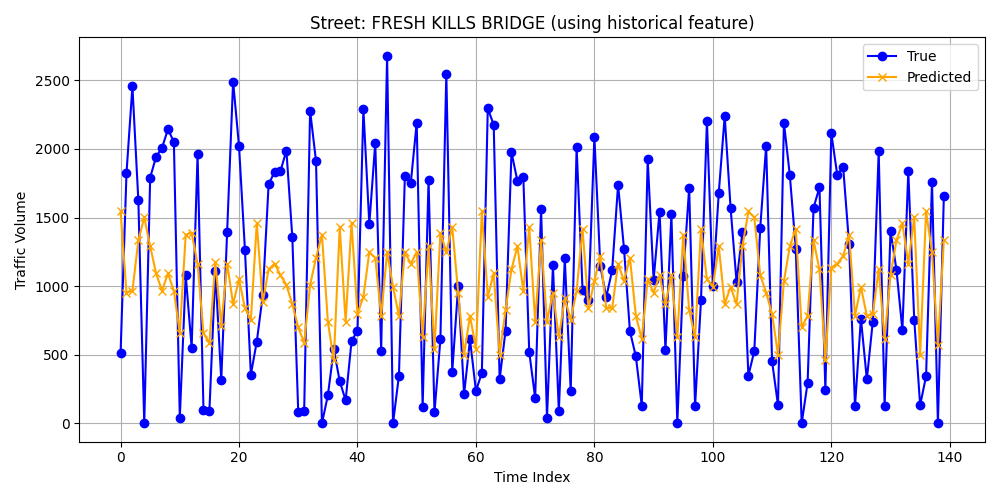 Street: FRESH KILLS BRIDGE (using historical feature)
True
Predicted
Traffic Volume
2500
2000
1500
1000
500
0
0 20 40 60 80 100 120 140
Time Index